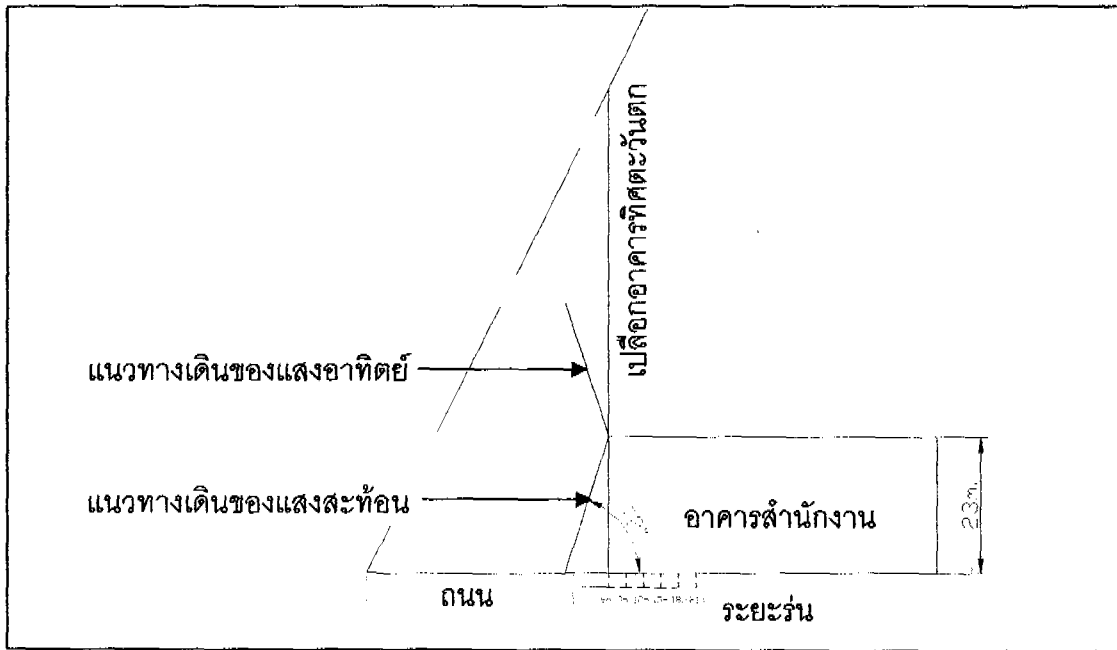 เปลือกอาคารทิศตะวันตก
แนวทางเดินของแสงอาทิตย์
แนวทางเดินของแสงสะท้อน
อาคารสำนักงาน
23m.
ถนน
ระยะร่น